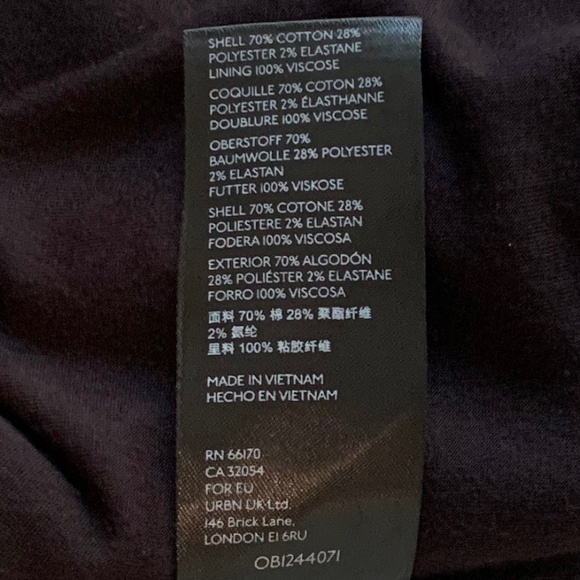 SHELL 70% COTTON 28%
POLYESTER 2% ELASTANE
LINING 100% VISCOSE
COQUILLE 70% COTON 28%
POLYESTER 2% ÉLASTHANNE
DOUBLURE 100% VISCOSE
OBERSTOFF 70%
BAUMWOLLE 28% POLYESTER
2% ELASTAN
FUTTER 100% VISKOSE
SHELL 70% COTONE 28%
POLIESTERE 2% ELASTAN
FODERA 100% VISCOSA
EXTERIOR 70% ALGODÓN
28% POLIÉSTER 2% ELASTANE
FORRO 100% VISCOSA
面料 70% 棉 28% 聚酯纤维
2% 氨纶
里料 100% 粘胶纤维
MADE IN VIETNAM
HECHO EN VIETNAM
RN 66170
CA 32054
FOR EU
URBN UK Ltd.
146 Brick Lane,
LONDON E1 6RU
OB1244071